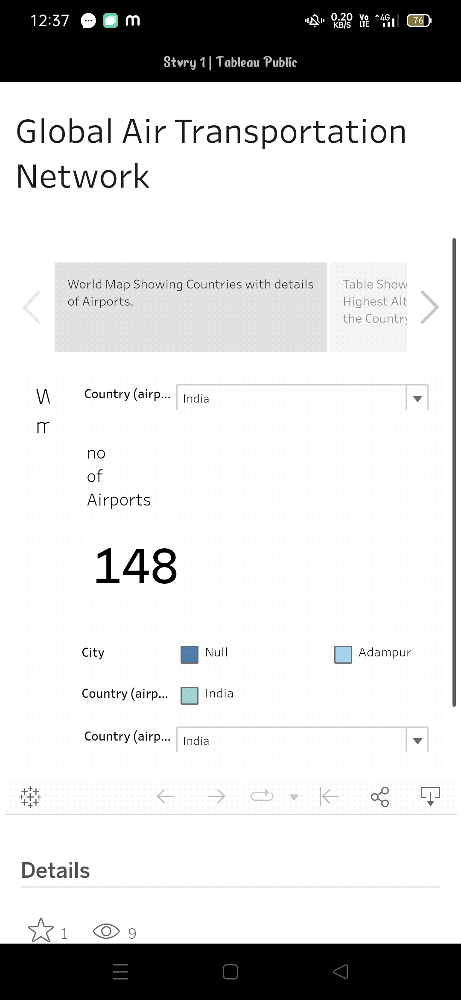 12:37
0.20
KB/S
Vo
LTE
4G
76
Story 1 | Tableau Public
Global Air Transportation
Network
World Map Showing Countries with details
of Airports.
Table Show
Highest Alt
the Country
Country (airp...
India
no
of
Airports
148
City
Null
Adampur
Country (airp...
India
Country (airp...
India
Details
1
9